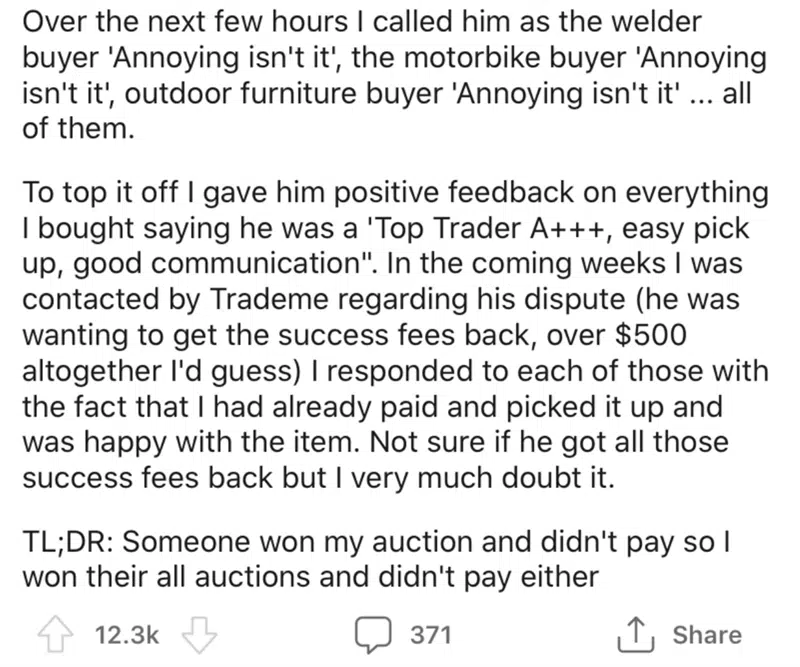 Over the next few hours I called him as the welder
buyer 'Annoying isn't it', the motorbike buyer 'Annoying
isn't it', outdoor furniture buyer 'Annoying isn't it' ... all
of them.
To top it off I gave him positive feedback on everything
I bought saying he was a 'Top Trader A+++, easy pick
up, good communication". In the coming weeks I was
contacted by Trademe regarding his dispute (he was
wanting to get the success fees back, over $500
altogether I'd guess) I responded to each of those with
the fact that I had already paid and picked it up and
was happy with the item. Not sure if he got all those
success fees back but I very much doubt it.
TL;DR: Someone won my auction and didn't pay so I
won their all auctions and didn't pay either
12.3k 371 Share